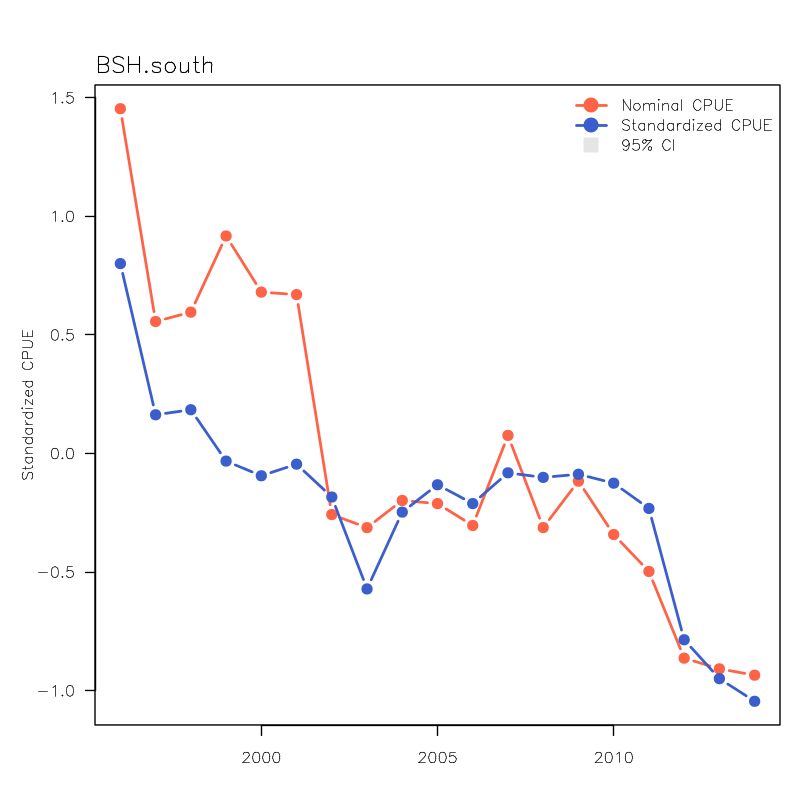 BSH.south
Nominal CPUE
Standardized CPUE
95% CI
1.5
1.0
0.5
0.0
−0.5
−1.0
Standardized CPUE
2000 2005 2010